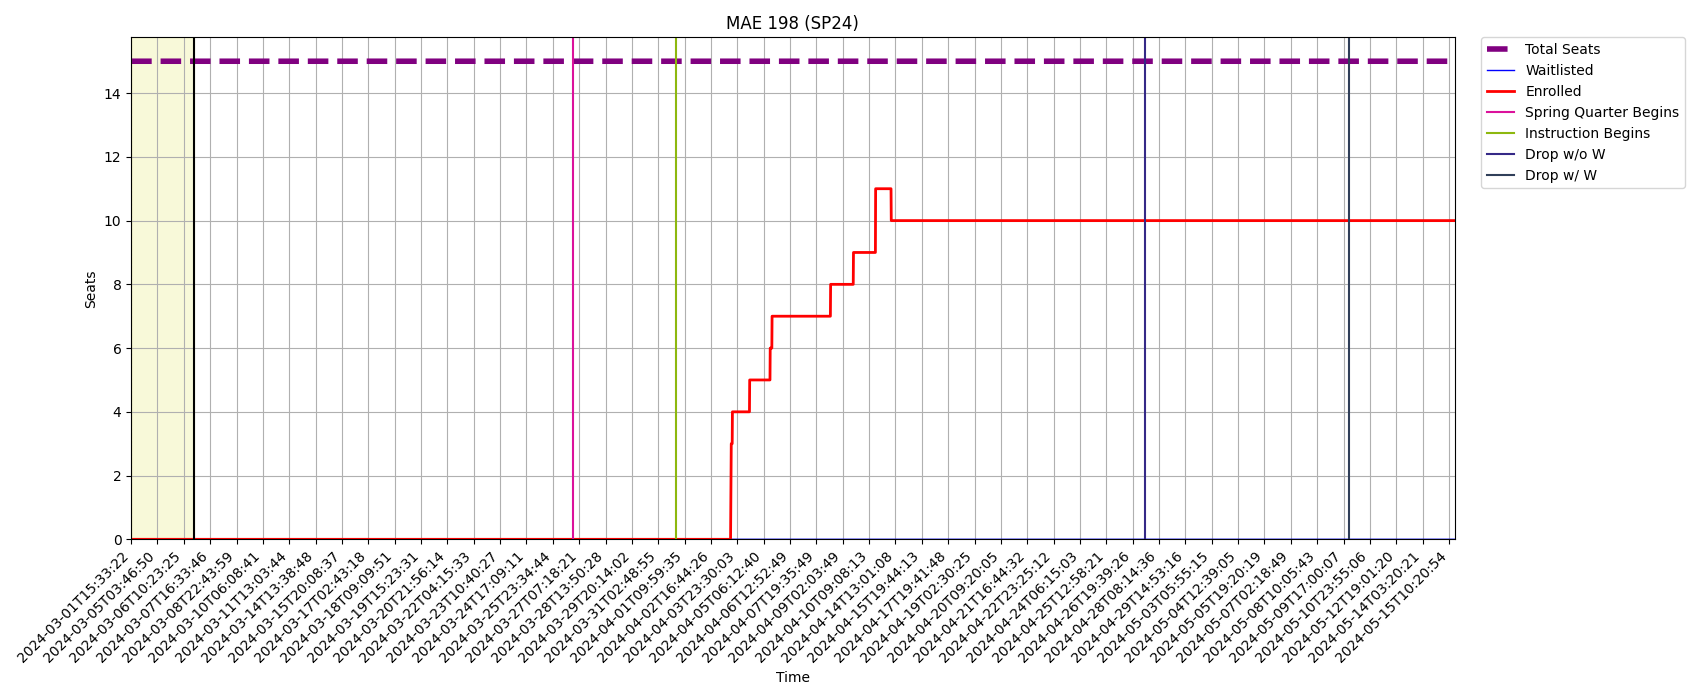 MAE 198 (SP24)
Total Seats
Waitlisted
Enrolled
Spring Quarter Begins
Instruction Begins
Drop w/o W
Drop w/ W
Seats
14
12
10
8
6
4
2
0
2024-03-01T15:33:22
2024-03-05T03:46:50
2024-03-06T10:23:25
2024-03-07T16:33:46
2024-03-08T22:43:59
2024-03-10T06:08:41
2024-03-11T13:03:44
2024-03-14T13:38:48
2024-03-15T20:08:37
2024-03-17T02:43:18
2024-03-18T09:09:51
2024-03-19T15:23:31
2024-03-20T21:56:14
2024-03-22T04:15:33
2024-03-23T10:40:27
2024-03-24T17:09:11
2024-03-25T23:34:44
2024-03-27T07:18:21
2024-03-28T13:50:28
2024-03-29T20:14:02
2024-03-31T02:48:55
2024-04-01T09:59:35
2024-04-02T16:44:26
2024-04-03T23:30:03
2024-04-05T06:12:40
2024-04-06T12:52:49
2024-04-07T19:35:49
2024-04-09T02:03:49
2024-04-10T09:08:13
2024-04-14T13:01:08
2024-04-15T19:44:13
2024-04-17T19:41:48
2024-04-19T02:30:25
2024-04-20T09:20:05
2024-04-21T16:44:32
2024-04-22T23:25:12
2024-04-24T06:15:03
2024-04-25T12:58:21
2024-04-26T19:39:26
2024-04-28T08:14:36
2024-04-29T14:53:16
2024-05-03T05:55:15
2024-05-04T12:39:05
2024-05-05T19:20:19
2024-05-07T02:18:49
2024-05-08T10:05:43
2024-05-09T17:00:07
2024-05-10T23:55:06
2024-05-12T19:01:20
2024-05-14T03:20:21
2024-05-15T10:20:54
Time